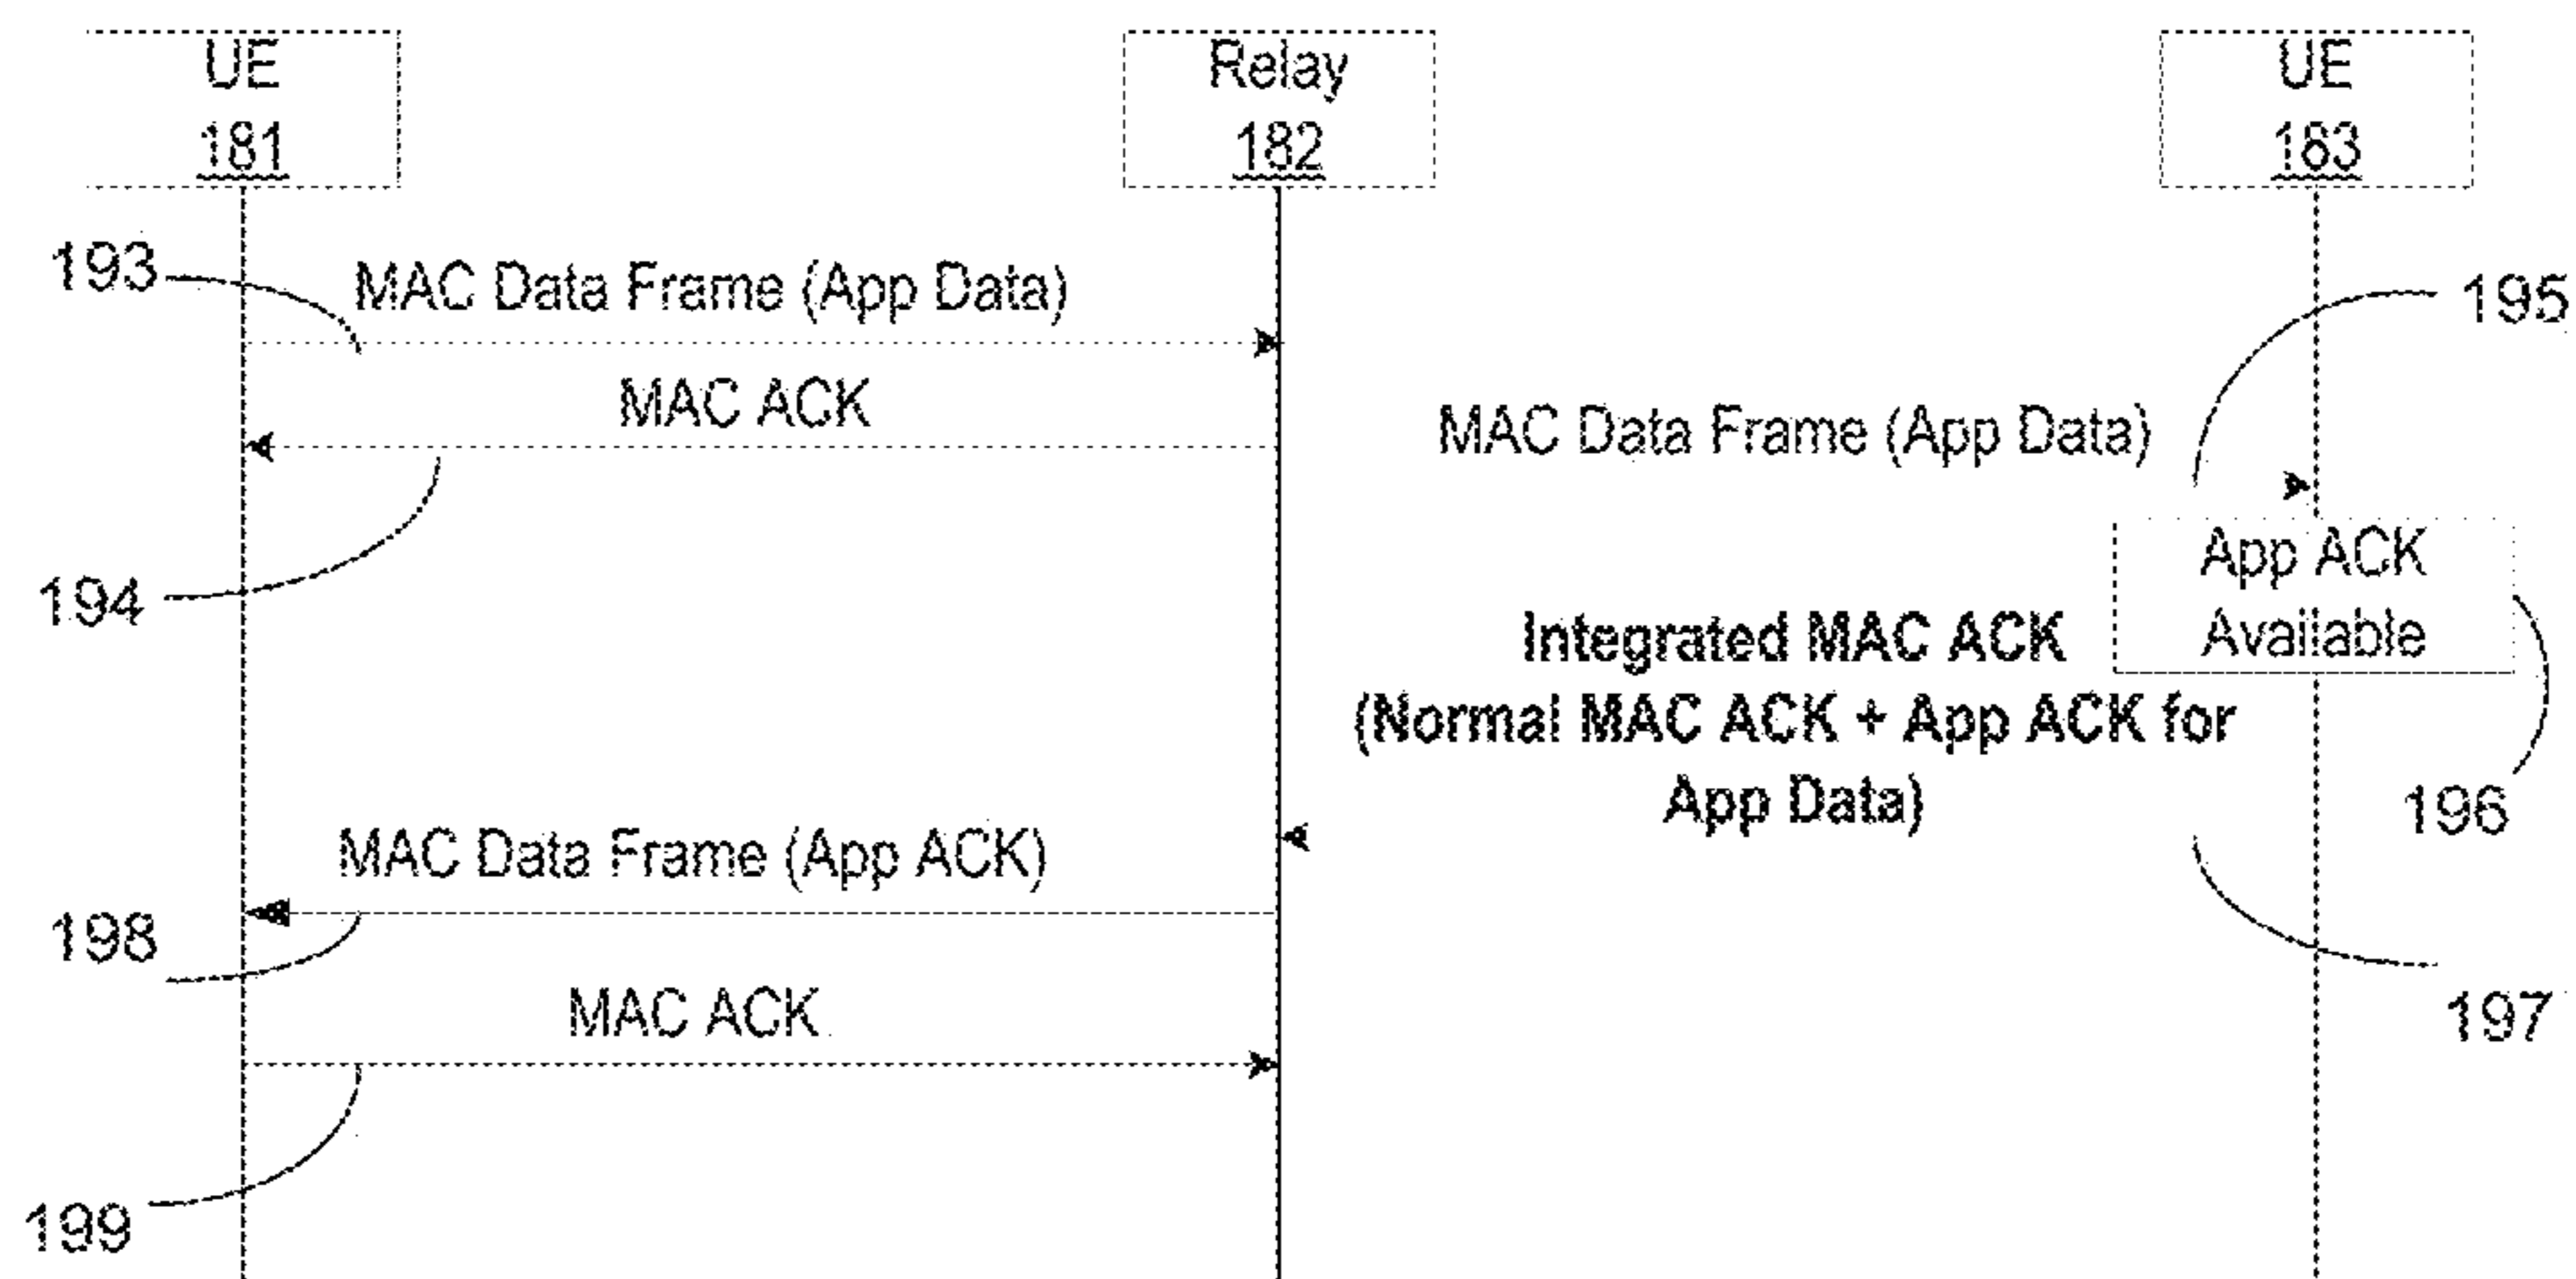 UE
181
Relay
182
UE
183
193
MAC Data Frame (App Data)
195
MAC ACK
MAC Data Frame (App Data)
194
App ACK
Available
Integrated MAC ACK
(Normal MAC ACK + App ACK for
App Data)
196
MAC Data Frame (App ACK)
198
197
MAC ACK
199